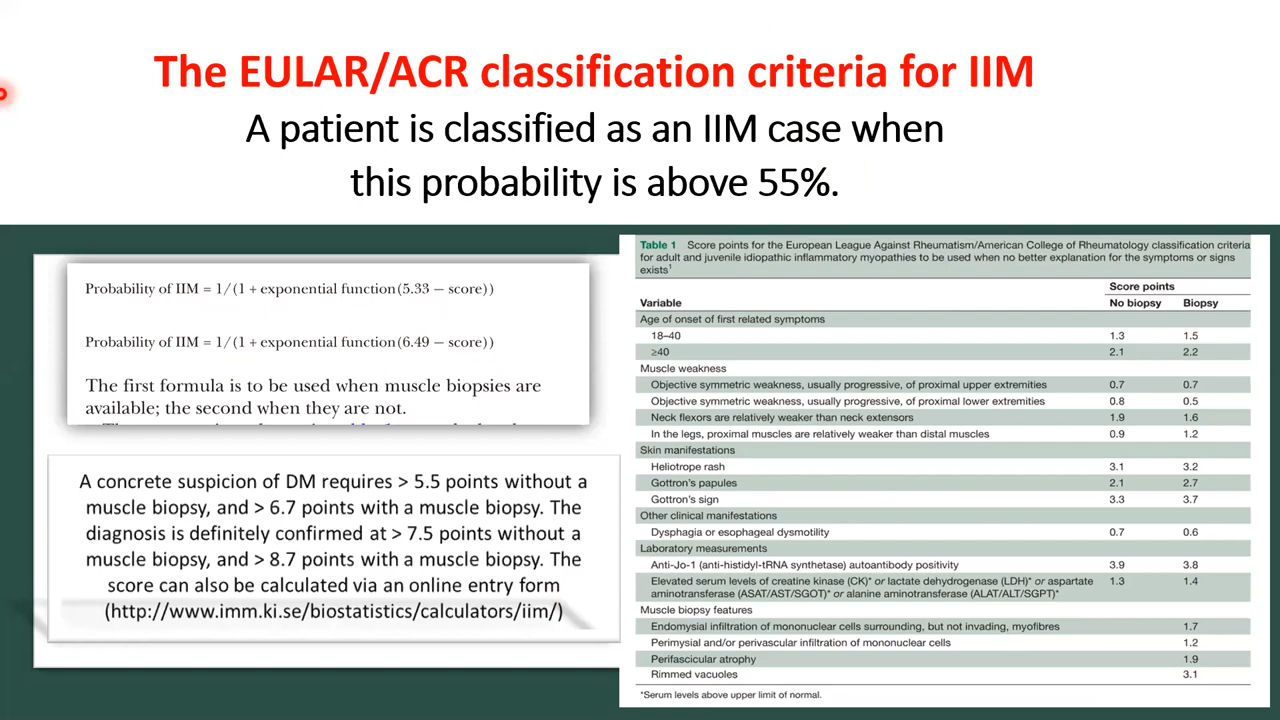 The EULAR/ACR classification criteria for IIM
A patient is classified as an IIM case when
this probability is above 55%.
Probability of IIM = 1/(1 + exponential function(5.33 − score))
Probability of IIM = 1/(1 + exponential function(6.49 − score))
The first formula is to be used when muscle biopsies are
available; the second when they are not.
A concrete suspicion of DM requires > 5.5 points without a
muscle biopsy, and > 6.7 points with a muscle biopsy. The
diagnosis is definitely confirmed at > 7.5 points without a
muscle biopsy, and > 8.7 points with a muscle biopsy. The
score can also be calculated via an online entry form
(http://www.imm.ki.se/biostatistics/calculators/iim/)
Table 1 Score points for the European League Against Rheumatism/American College of Rheumatology classification criteria
for adult and juvenile idiopathic inflammatory myopathies to be used when no better explanation for the symptoms or signs
exists¹
Score points
Variable No biopsy Biopsy
Age of onset of first related symptoms
18–40 1.3 1.5
≥40 2.1 2.2
Muscle weakness
Objective symmetric weakness, usually progressive, of proximal upper extremities 0.7 0.7
Objective symmetric weakness, usually progressive, of proximal lower extremities 0.8 0.5
Neck flexors are relatively weaker than neck extensors 1.9 1.6
In the legs, proximal muscles are relatively weaker than distal muscles 0.9 1.2
Skin manifestations
Heliotrope rash 3.1 3.2
Gottron's papules 2.1 2.7
Gottron's sign 3.3 3.7
Other clinical manifestations
Dysphagia or esophageal dysmotility 0.7 0.6
Laboratory measurements
Anti-Jo-1 (anti-histidyl-tRNA synthetase) autoantibody positivity 3.9 3.8
Elevated serum levels of creatine kinase (CK)* or lactate dehydrogenase (LDH)* or aspartate 1.3 1.4
aminotransferase (ASAT/AST/SGOT)* or alanine aminotransferase (ALAT/ALT/SGPT)*
Muscle biopsy features
Endomysial infiltration of mononuclear cells surrounding, but not invading, myofibres 1.7
Perimysial and/or perivascular infiltration of mononuclear cells 1.2
Perifascicular atrophy 1.9
Rimmed vacuoles 3.1
*Serum levels above upper limit of normal.